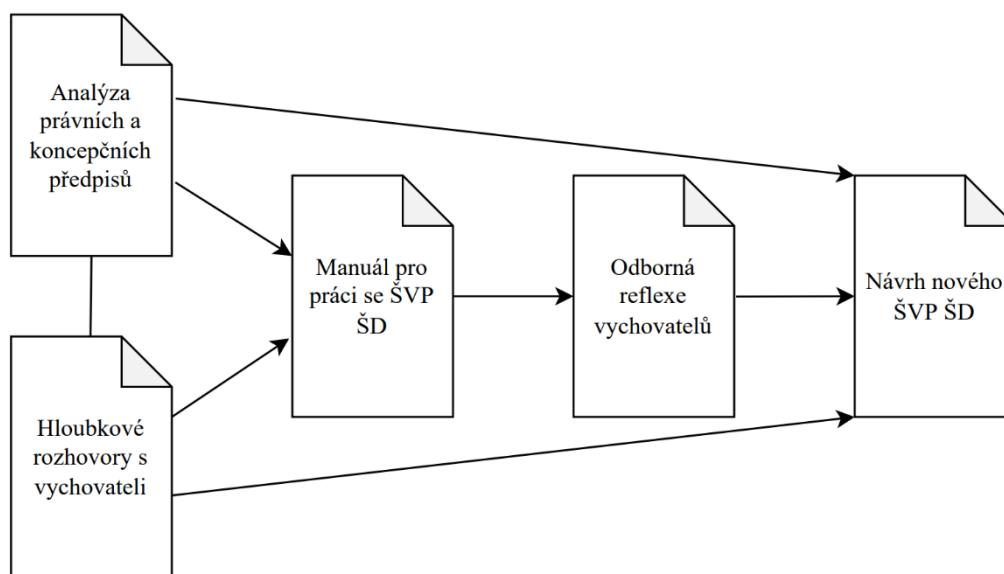 Analýza
právních a
koncepčních
předpisů
Hloubkové
rozhovory s
vychovateli
Manuál pro
práci se ŠVP
ŠD
Odborná
reflexe
vychovatelů
Návrh nového
ŠVP ŠD